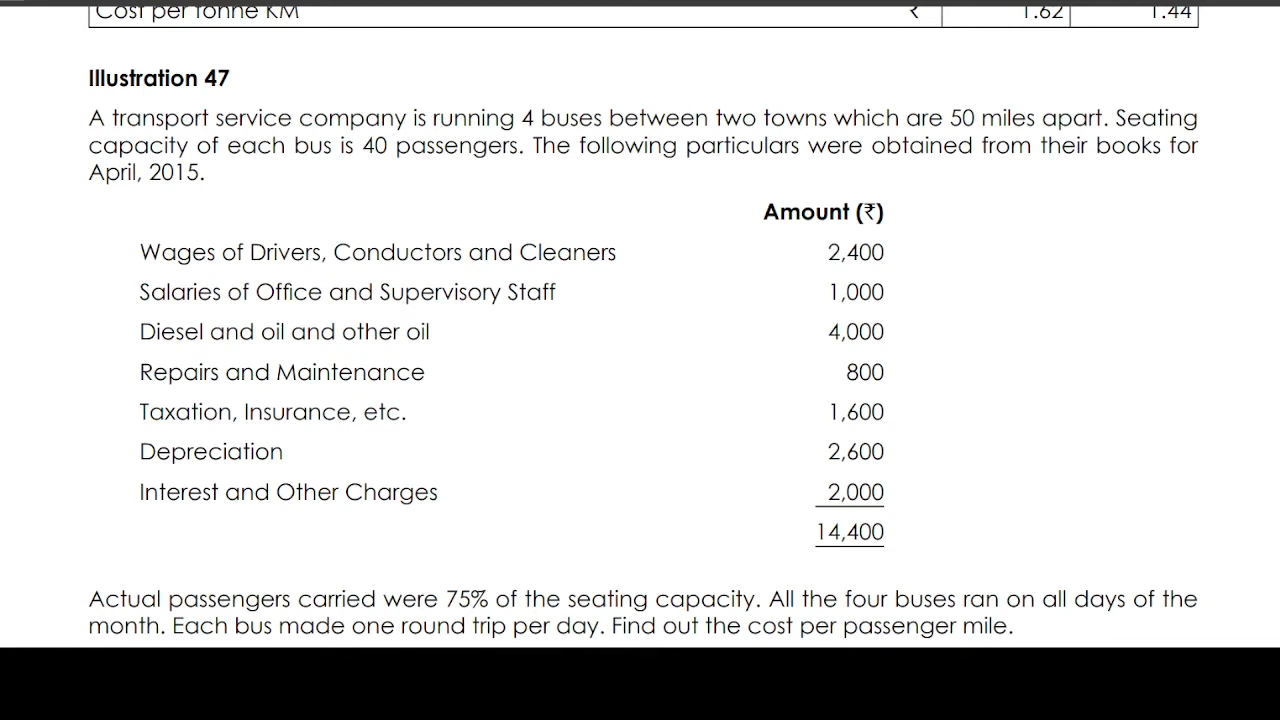 Cost per Tonne KM ₹ 1.62 1.44
Illustration 47
A transport service company is running 4 buses between two towns which are 50 miles apart. Seating
capacity of each bus is 40 passengers. The following particulars were obtained from their books for
April, 2015.
Amount (₹)
Wages of Drivers, Conductors and Cleaners 2,400
Salaries of Office and Supervisory Staff 1,000
Diesel and oil and other oil 4,000
Repairs and Maintenance 800
Taxation, Insurance, etc. 1,600
Depreciation 2,600
Interest and Other Charges 2,000
14,400
Actual passengers carried were 75% of the seating capacity. All the four buses ran on all days of the
month. Each bus made one round trip per day. Find out the cost per passenger mile.